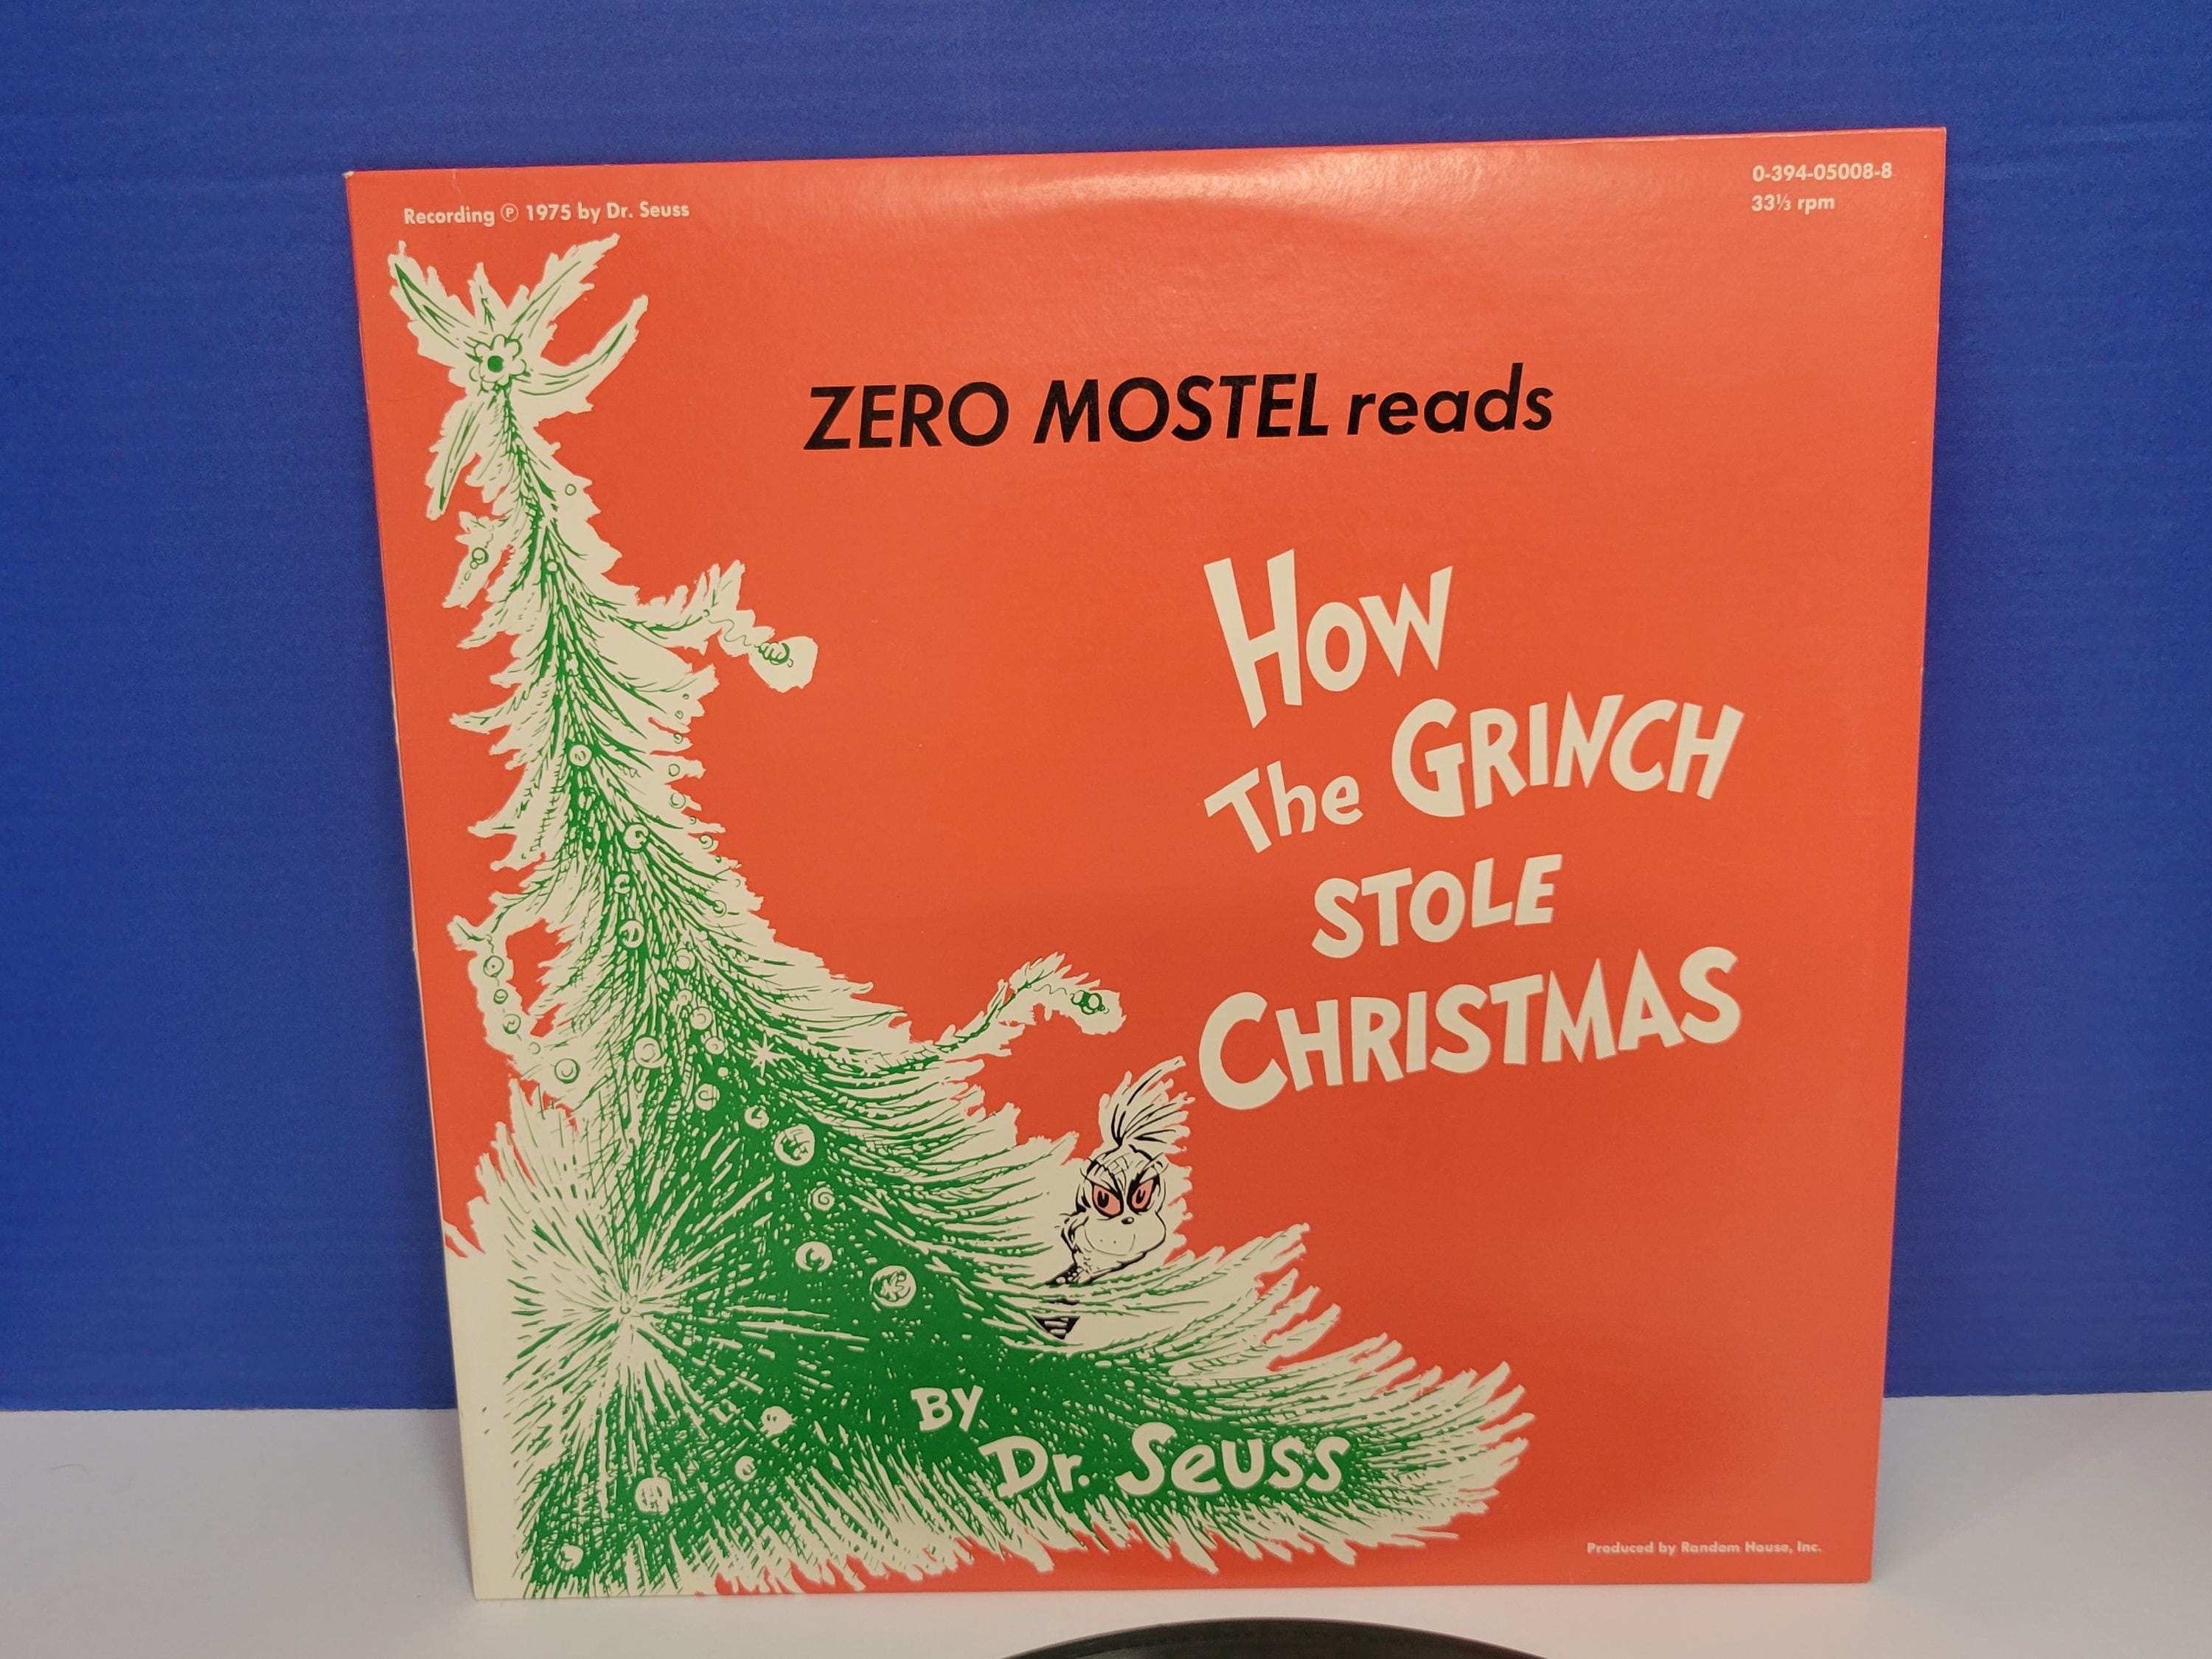 Recording ℗ 1975 by Dr. Seuss
0-394-05008-8
33⅓ rpm
ZERO MOSTEL reads
HOW
The GRINCH
STOLE
CHRISTMAS
BY
Dr. Seuss
Produced by Random House, Inc.